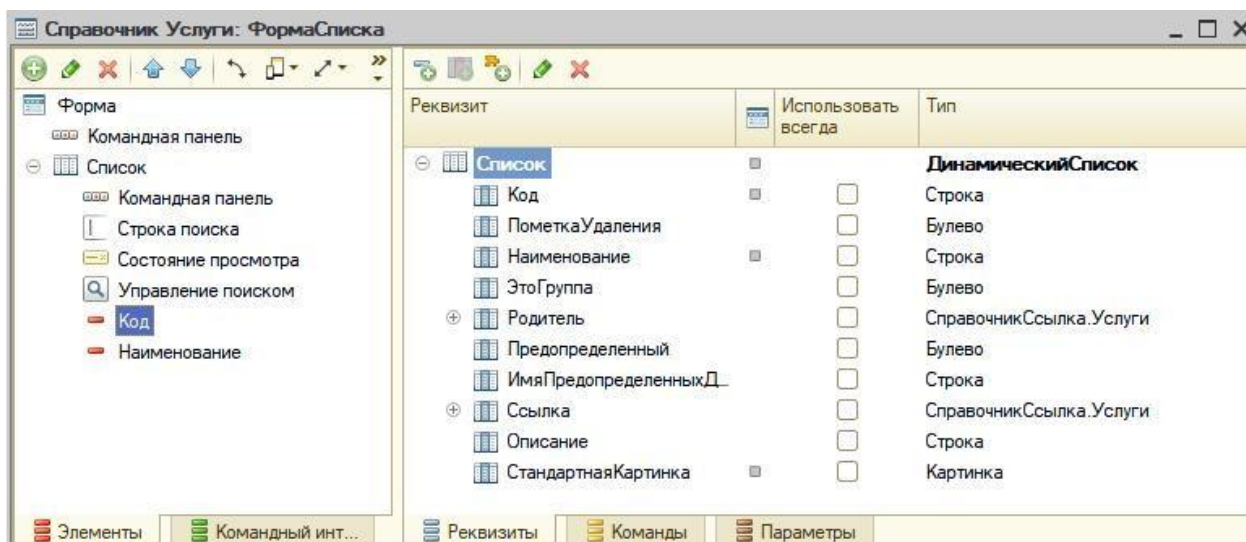 Справочник Услуги: ФормаСписка
Форма
Командная панель
Список
Командная панель
Строка поиска
Состояние просмотра
Управление поиском
Код
Наименование
Элементы
Командный инт...
Реквизит
Использовать всегда
Тип
Список ДинамическийСписок
Код Строка
ПометкаУдаления Булево
Наименование Строка
ЭтоГруппа Булево
Родитель СправочникСсылка.Услуги
Предопределенный Булево
ИмяПредопределенныхД... Строка
Ссылка СправочникСсылка.Услуги
Описание Строка
СтандартнаяКартинка Картинка
Реквизиты
Команды
Параметры